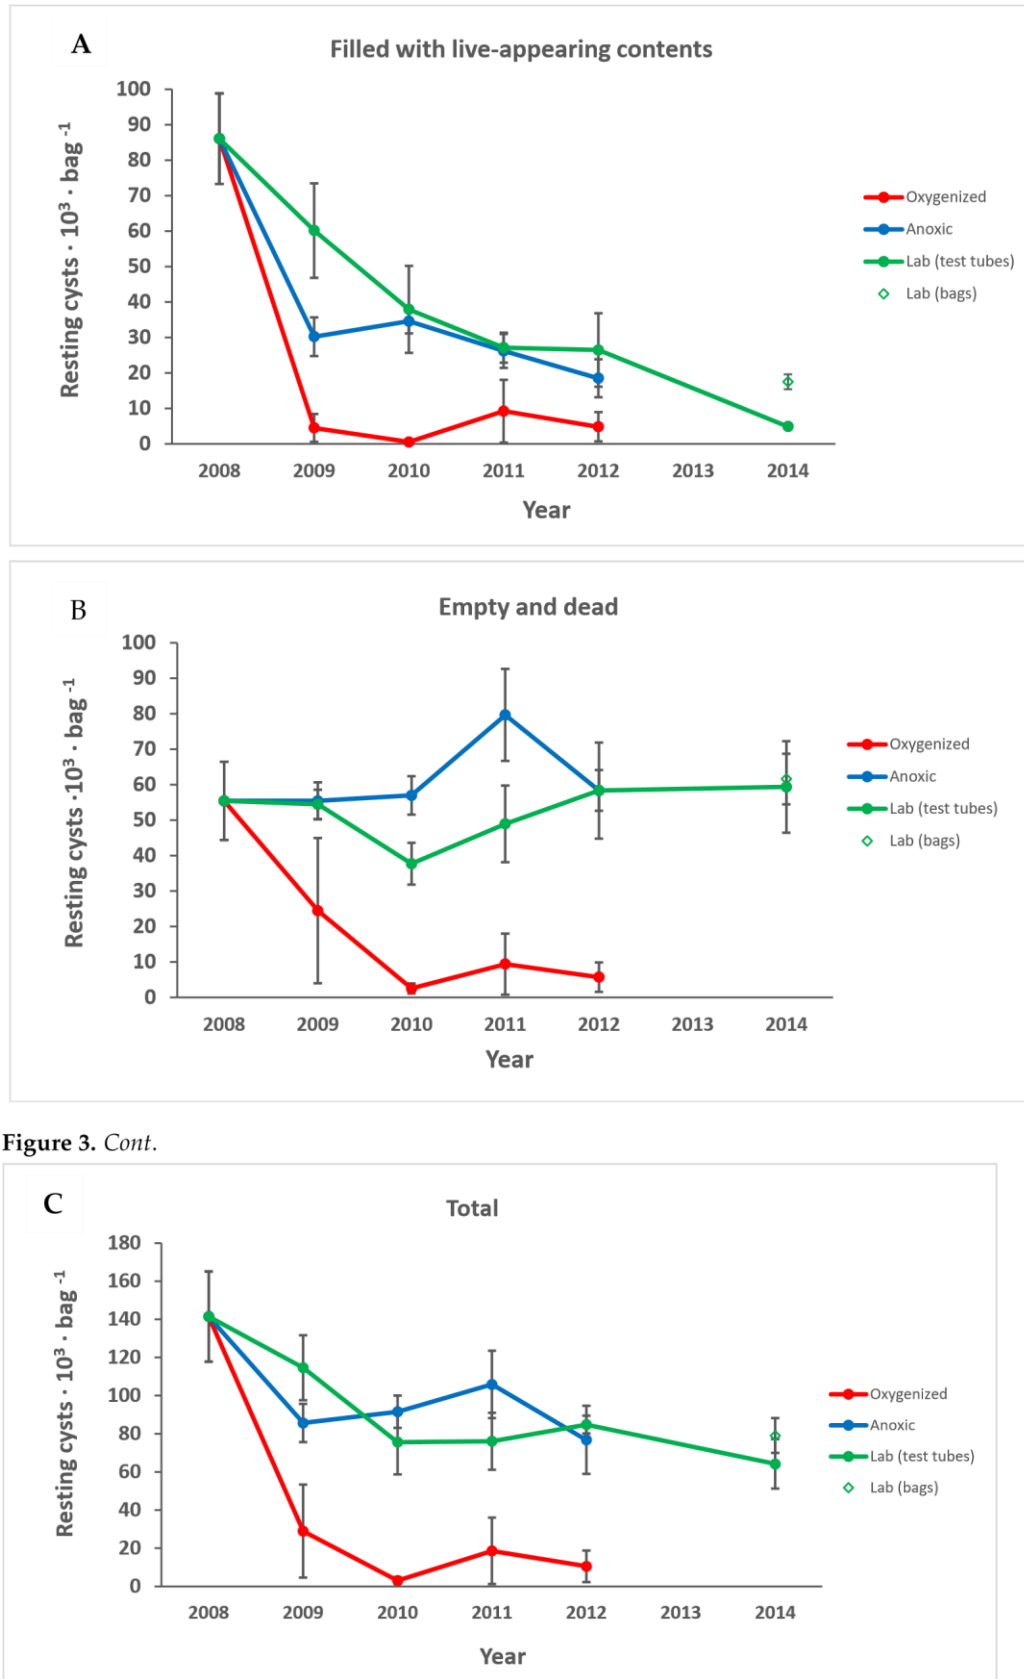 A
Filled with live-appearing contents
Resting cysts · 10³ · bag ⁻¹
100
90
80
70
60
50
40
30
20
10
0
2008 2009 2010 2011 2012 2013 2014
Year
Oxygenized
Anoxic
Lab (test tubes)
Lab (bags)
B
Empty and dead
Resting cysts ·10³ · bag ⁻¹
100
90
80
70
60
50
40
30
20
10
0
2008 2009 2010 2011 2012 2013 2014
Year
Oxygenized
Anoxic
Lab (test tubes)
Lab (bags)
Figure 3. Cont.
C
Total
Resting cysts · 10³ · bag ⁻¹
180
160
140
120
100
80
60
40
20
0
2008 2009 2010 2011 2012 2013 2014
Year
Oxygenized
Anoxic
Lab (test tubes)
Lab (bags)